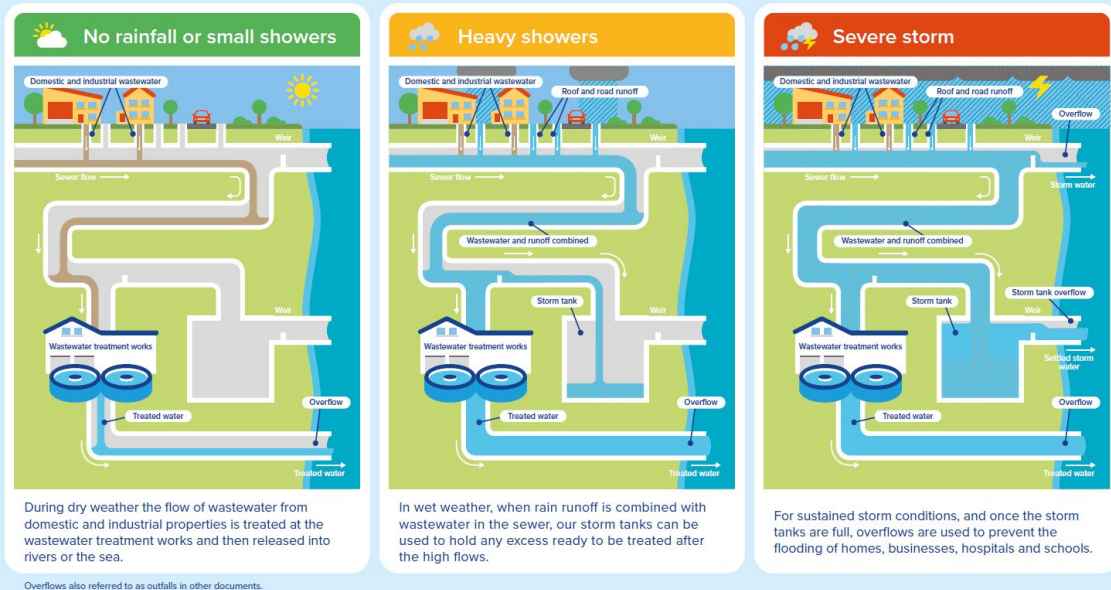 No rainfall or small showers
Domestic and industrial wastewater
Weir
Sewer flow
Weir
Wastewater treatment works
Overflow
Treated water
Treated water
During dry weather the flow of wastewater from
domestic and industrial properties is treated at the
wastewater treatment works and then released into
rivers or the sea.
Heavy showers
Domestic and industrial wastewater
Roof and road runoff
Weir
Sewer flow
Wastewater and runoff combined
Storm tank
Weir
Wastewater treatment works
Overflow
Treated water
Treated water
In wet weather, when rain runoff is combined with
wastewater in the sewer, our storm tanks can be
used to hold any excess ready to be treated after
the high flows.
Severe storm
Domestic and industrial wastewater
Roof and road runoff
Overflow
Weir
Sewer flow
Storm water
Wastewater and runoff combined
Storm tank overflow
Storm tank
Weir
Wastewater treatment works
Settled storm
water
Overflow
Treated water
Treated water
For sustained storm conditions, and once the storm
tanks are full, overflows are used to prevent the
flooding of homes, businesses, hospitals and schools.
Overflows also referred to as outfalls in other documents.